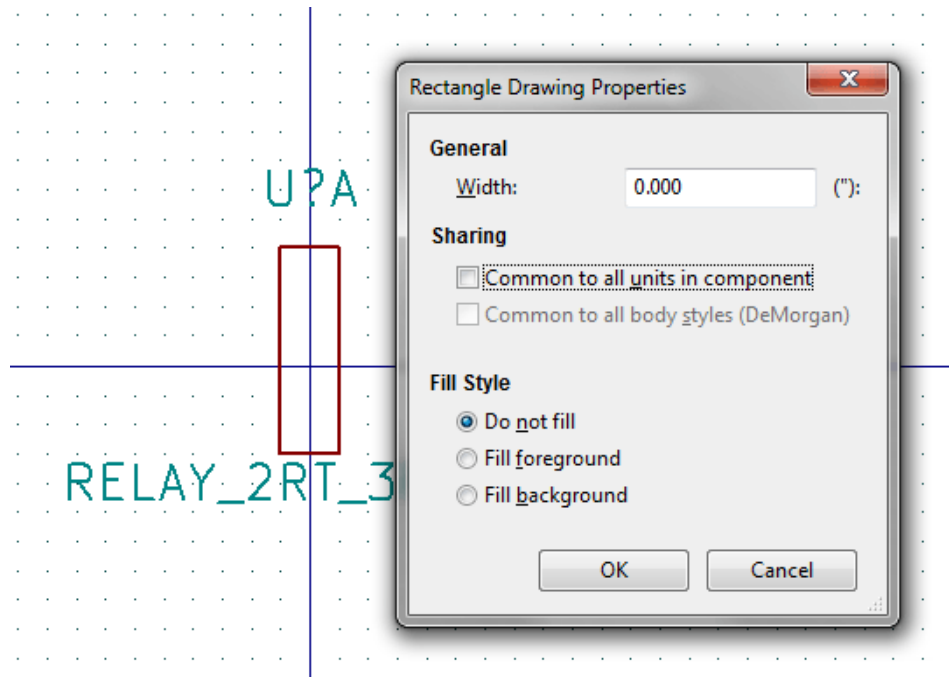 Rectangle Drawing Properties
General
Width: 0.000 ("):
Sharing
Common to all units in component
Common to all body styles (DeMorgan)
Fill Style
Do not fill
Fill foreground
Fill background
OK Cancel
U?A
RELAY_2RT_3